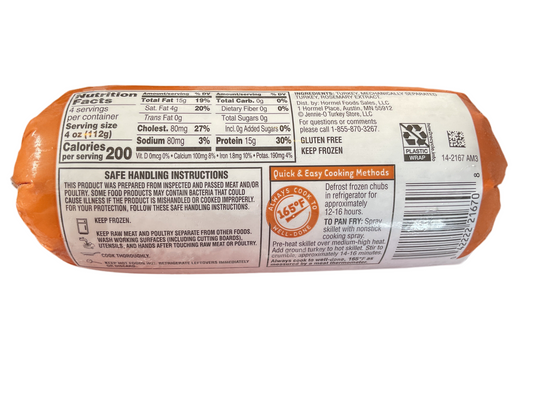 Nutrition
Facts
4 servings
per container
Serving size
4 oz (112g)
Calories
per serving 200
Amount/serving % DV
Total Fat 15g 19%
Sat. Fat 4g 20%
Trans Fat 0g
Cholest. 80mg 27%
Sodium 80mg 3%
Amount/serving % DV
Total Carb. 0g 0%
Dietary Fiber 0g 0%
Total Sugars 0g
Incl. 0g Added Sugars 0%
Protein 15g 30%
Vit. D 0mcg 0% • Calcium 100mg 8% • Iron 1.8mg 10% • Potas. 190mg 4%
INGREDIENTS: TURKEY, MECHANICALLY SEPARATED
TURKEY, ROSEMARY EXTRACT.
Dist. by: Hormel Foods Sales, LLC
1 Hormel Place, Austin, MN 55912
© Jennie-O Turkey Store, LLC
For questions or comments
please call 1-855-870-3267.
GLUTEN FREE
KEEP FROZEN
PLASTIC
WRAP
14-2167 AM3
SAFE HANDLING INSTRUCTIONS
THIS PRODUCT WAS PREPARED FROM INSPECTED AND PASSED MEAT AND/OR
POULTRY. SOME FOOD PRODUCTS MAY CONTAIN BACTERIA THAT COULD
CAUSE ILLNESS IF THE PRODUCT IS MISHANDLED OR COOKED IMPROPERLY.
FOR YOUR PROTECTION, FOLLOW THESE SAFE HANDLING INSTRUCTIONS.
KEEP FROZEN.
KEEP RAW MEAT AND POULTRY SEPARATE FROM OTHER FOODS.
WASH WORKING SURFACES (INCLUDING CUTTING BOARDS),
UTENSILS, AND HANDS AFTER TOUCHING RAW MEAT OR POULTRY.
COOK THOROUGHLY.
KEEP HOT FOODS HOT. REFRIGERATE LEFTOVERS IMMEDIATELY
OR DISCARD.
Quick & Easy Cooking Methods
ALWAYS COOK TO
165°F
WELL-DONE
Defrost frozen chubs
in refrigerator for
approximately
12-16 hours.
TO PAN FRY: Spray
skillet with nonstick
cooking spray.
Pre-heat skillet over medium-high heat.
Add ground turkey to hot skillet. Stir to
crumble, approximately 14-16 minutes
Always cook to well-done, 165°F as
measured by a meat thermometer.
21670 8